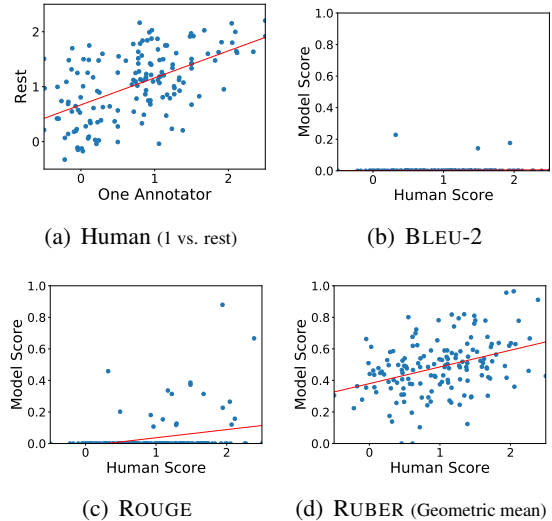 2
1
0
Rest
0 1 2
One Annotator
(a) Human (1 vs. rest)
1.0
0.8
0.6
0.4
0.2
0.0
Model Score
0 1 2
Human Score
(b) BLEU-2
1.0
0.8
0.6
0.4
0.2
0.0
Model Score
0 1 2
Human Score
(c) ROUGE
1.0
0.8
0.6
0.4
0.2
0.0
Model Score
0 1 2
Human Score
(d) RUBER (Geometric mean)